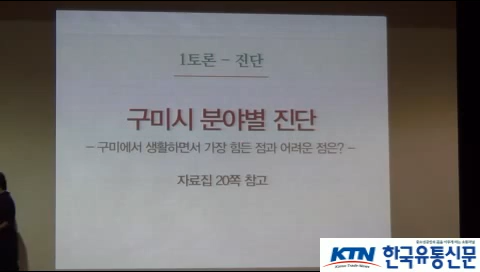 1토론 - 진단
구미시 분야별 진단
- 구미에서 생활하면서 가장 힘든 점과 어려운 점은? -
자료집 20쪽 참고
KTN 한국유통신문